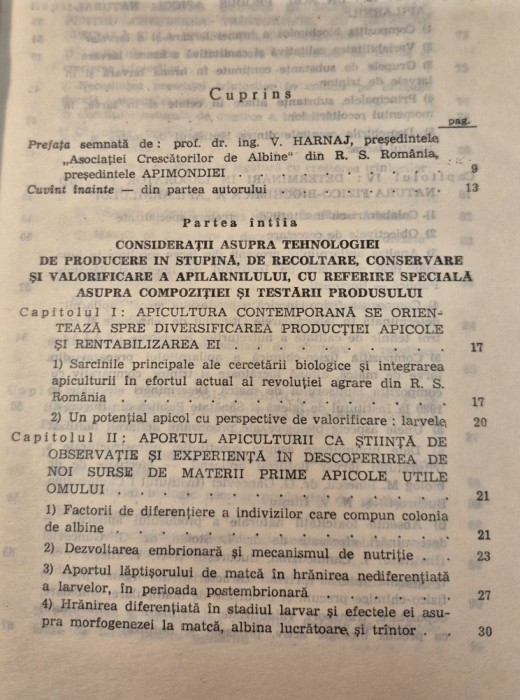 Cuprins
pag.
Prefața semnată de : prof. dr. ing. V. HARNAJ, președintele
„Asociației Crescătorilor de Albine" din R. S. România,
președintele APIMONDIEI . . . . . . . . . 9
Cuvînt înainte — din partea autorului . . . . . . . 13
Partea întîia
CONSIDERAȚII ASUPRA TEHNOLOGIEI
DE PRODUCERE IN STUPINĂ, DE RECOLTARE, CONSERVARE
ȘI VALORIFICARE A APILARNILULUI, CU REFERIRE SPECIALĂ
ASUPRA COMPOZIȚIEI ȘI TESTĂRII PRODUSULUI
Capitolul I : APICULTURA CONTEMPORANĂ SE ORIEN-
TEAZĂ SPRE DIVERSIFICAREA PRODUCȚIEI APICOLE
ȘI RENTABILIZAREA EI . . . . . . . . . 17
1) Sarcinile principale ale cercetării biologice și integrarea
apiculturii în efortul actual al revoluției agrare din R. S.
România . . . . . . . . . . . . . 17
2) Un potențial apicol cu perspective de valorificare : larvele 20
Capitolul II : APORTUL APICULTURII CA ȘTIINȚĂ DE
OBSERVAȚIE ȘI EXPERIENȚĂ ÎN DESCOPERIREA DE
NOI SURSE DE MATERII PRIME APICOLE UTILE
OMULUI . . . . . . . . . . . . . 21
1) Factorii de diferențiere a indivizilor care compun colonia
de albine . . . . . . . . . . . . . 21
2) Dezvoltarea embrionară și mecanismul de nutriție . . 23
3) Aportul lăptișorului de matcă în hrănirea nediferențiată
a larvelor, în perioada postembrionară . . . . . 27
4) Hrănirea diferențiată în stadiul larvar și efectele ei asu-
pra morfogenezei la matcă, albina lucrătoare, și trîntor . . 30